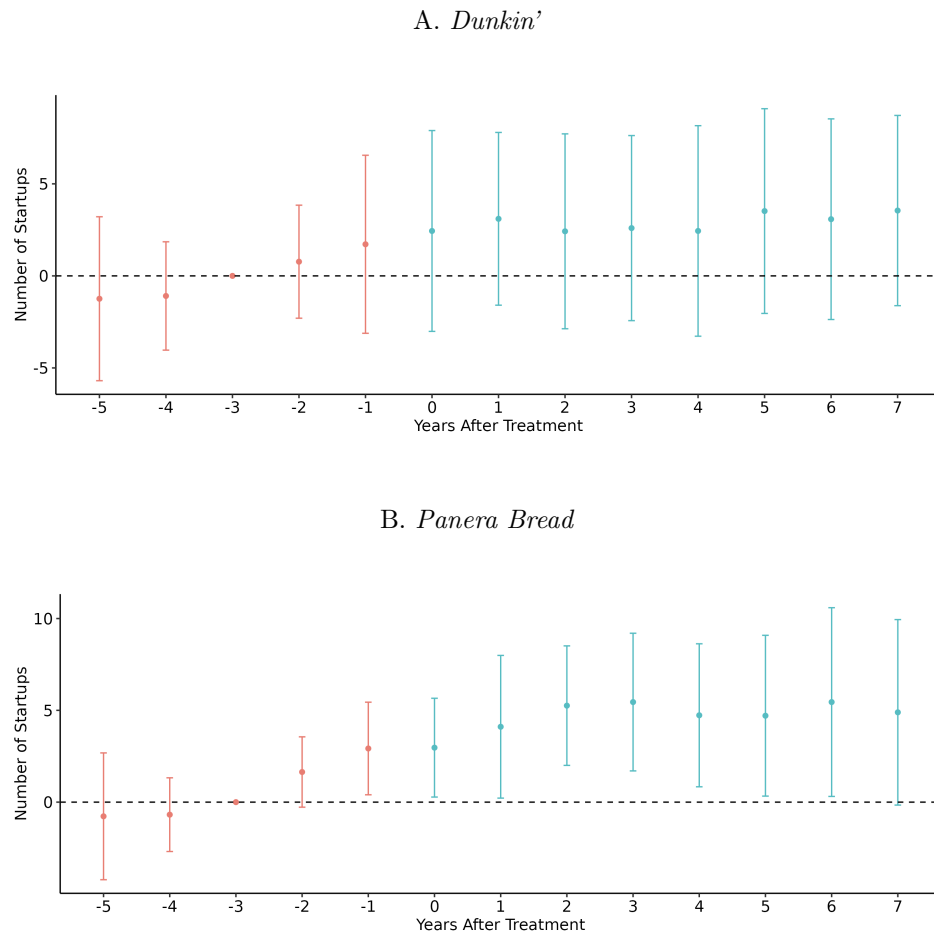 A. Dunkin’
Number of Startups
5
0
-5
-5 -4 -3 -2 -1 0 1 2 3 4 5 6 7
Years After Treatment
B. Panera Bread
Number of Startups
10
5
0
-5 -4 -3 -2 -1 0 1 2 3 4 5 6 7
Years After Treatment